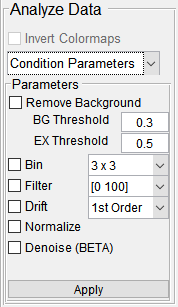 Analyze Data
Invert Colormaps
Condition Parameters
Parameters
Remove Background
BG Threshold 0.3
EX Threshold 0.5
Bin 3 x 3
Filter [0 100]
Drift 1st Order
Normalize
Denoise (BETA)
Apply